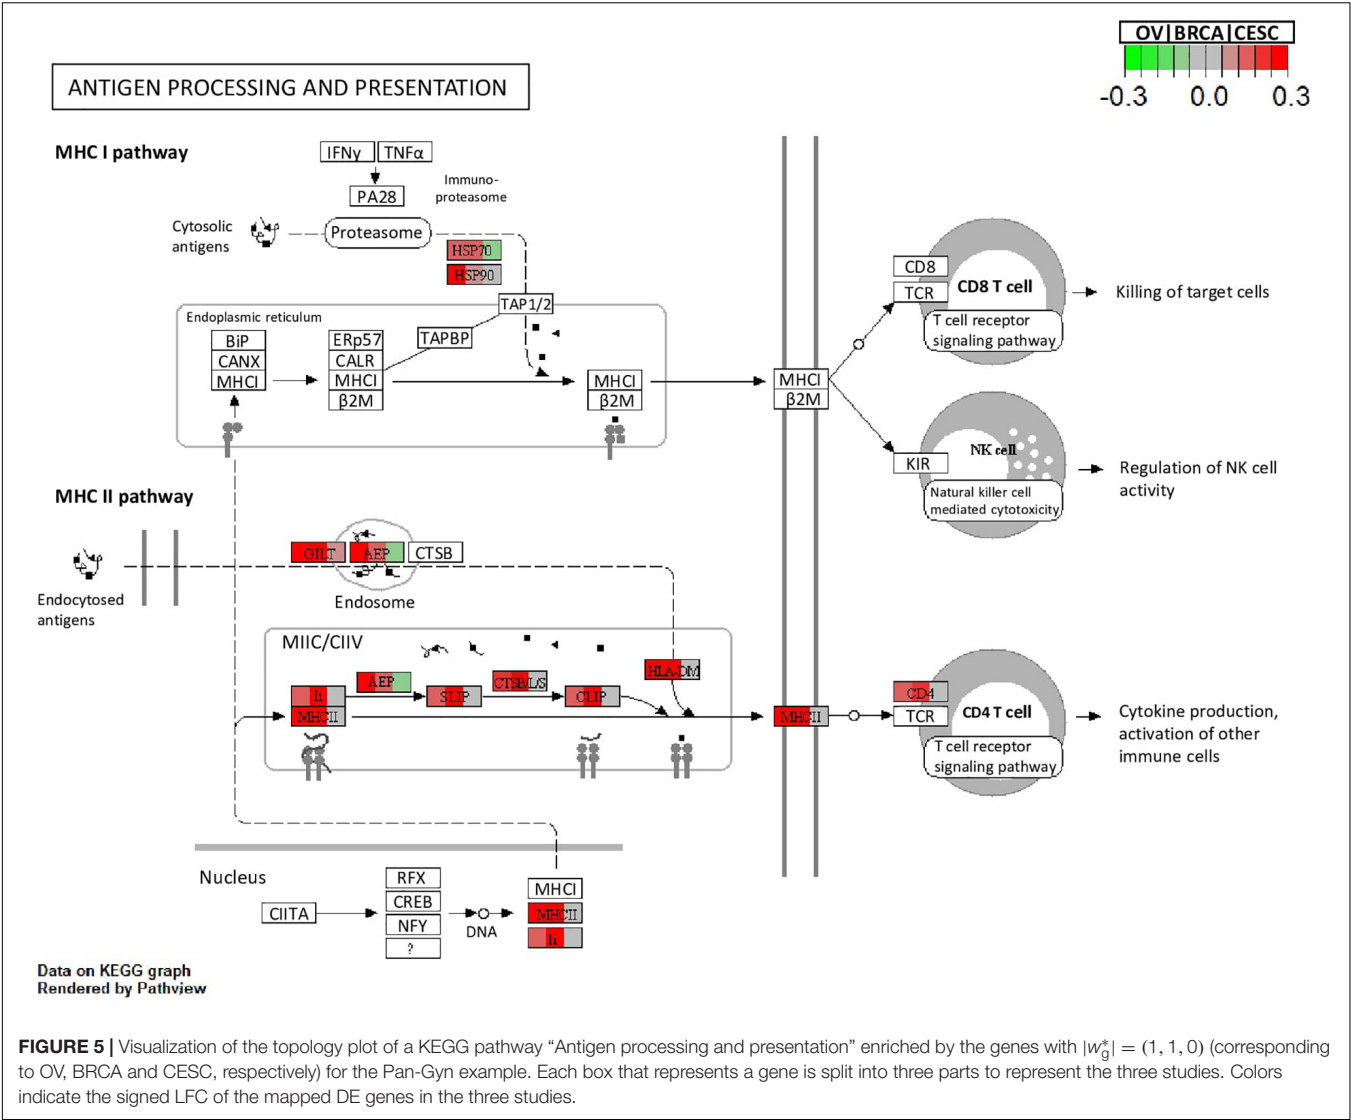 OV|BRCA|CESC
-0.3 0.0 0.3
ANTIGEN PROCESSING AND PRESENTATION
MHC I pathway
IFNγ TNFα
PA28
Immuno-
proteasome
Cytosolic
antigens
Proteasome
HSP70
HSP90
TAP1/2
Endoplasmic reticulum
BiP
CANX
MHCI
ERp57
CALR
MHCI
β2M
TAPBP
MHCI
β2M
MHCI
β2M
CD8
TCR
CD8 T cell
T cell receptor
signaling pathway
Killing of target cells
KIR
NK cell
Natural killer cell
mediated cytotoxicity
Regulation of NK cell
activity
MHC II pathway
Endocytosed
antigens
GILT
AEP
CTSB
Endosome
MIIC/CIIV
Ii
MHCII
AEP
SLIP
CTSB/L/S
CLIP
HLA-DM
MHCII
CD4
TCR
CD4 T cell
T cell receptor
signaling pathway
Cytokine production,
activation of other
immune cells
Nucleus
CIITA
RFX
CREB
NFY
?
DNA
MHCI
MHCII
Ii
Data on KEGG graph
Rendered by Pathview
FIGURE 5 | Visualization of the topology plot of a KEGG pathway “Antigen processing and presentation” enriched by the genes with |w*g| = (1, 1, 0) (corresponding
to OV, BRCA and CESC, respectively) for the Pan-Gyn example. Each box that represents a gene is split into three parts to represent the three studies. Colors
indicate the signed LFC of the mapped DE genes in the three studies.